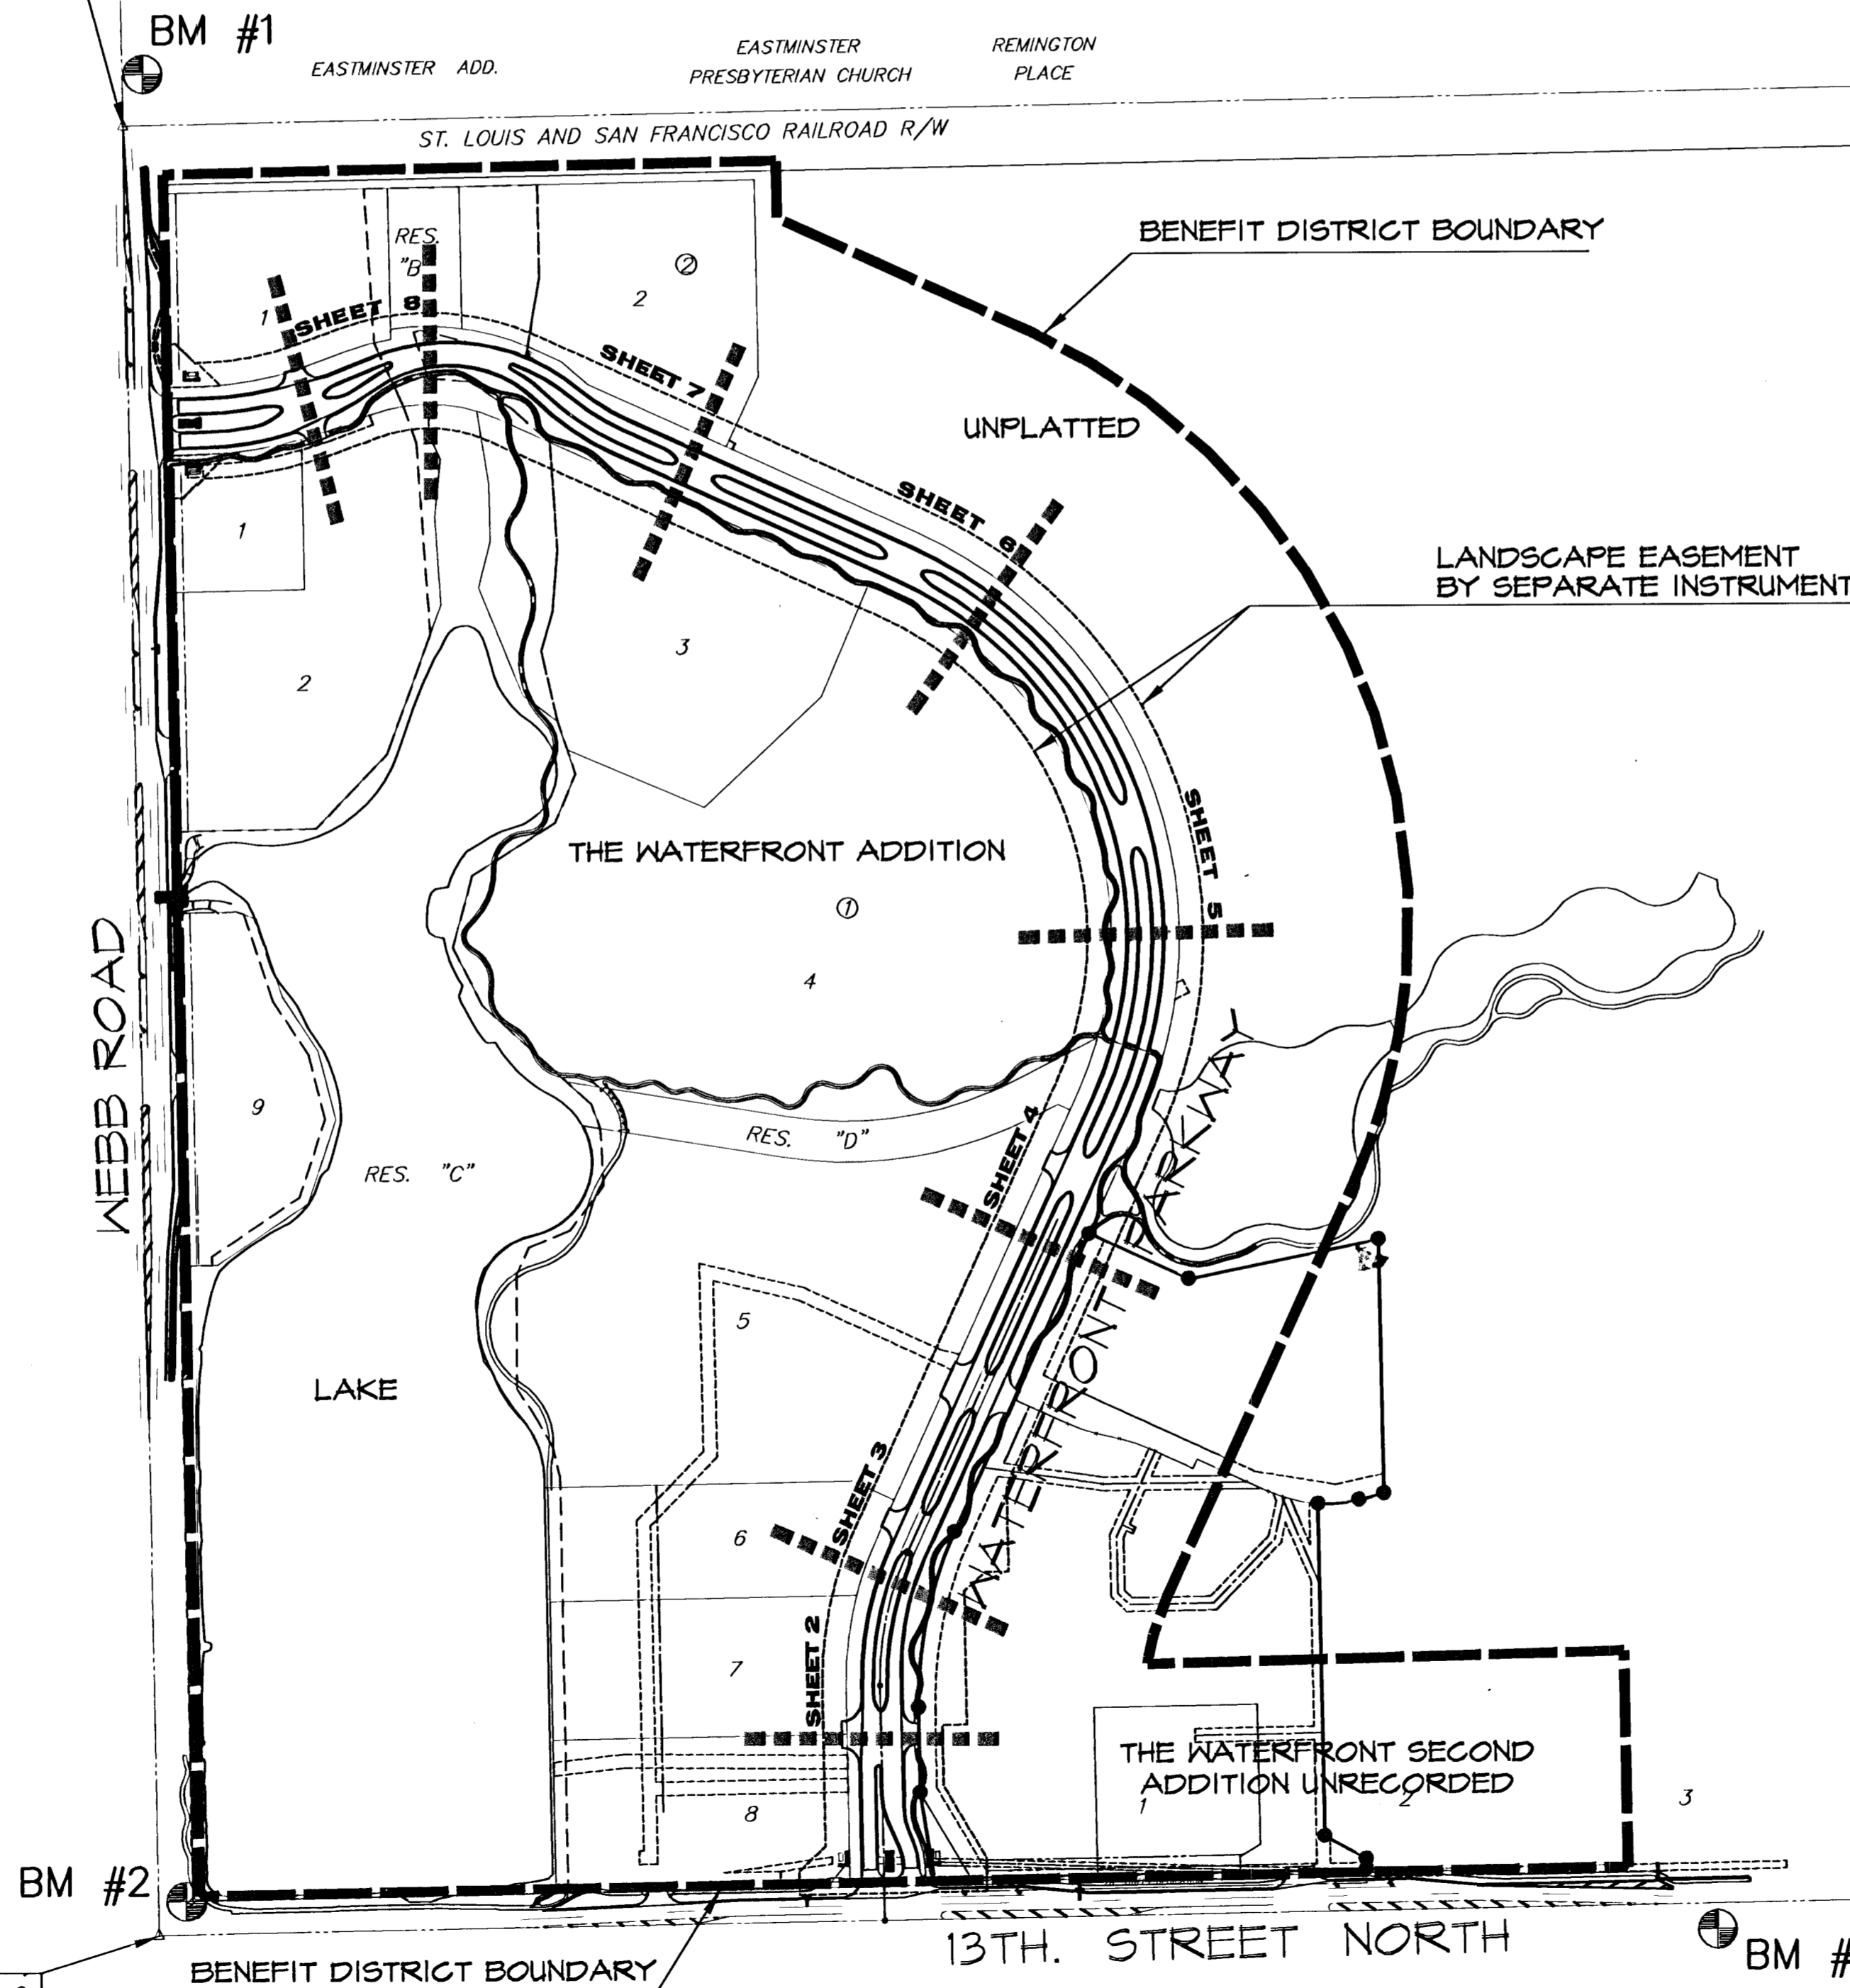 BM #1
EASTMINSTER ADD.
EASTMINSTER
PRESBYTERIAN CHURCH
REMINGTON
PLACE
ST. LOUIS AND SAN FRANCISCO RAILROAD R/W
BENEFIT DISTRICT BOUNDARY
RES.
"B
2
2
1
SHEET 8
SHEET 7
UNPLATTED
SHEET 6
1
LANDSCAPE EASEMENT
BY SEPARATE INSTRUMENT
3
2
SHEET 5
THE WATERFRONT ADDITION
1
4
WEBB ROAD
9
RES. "D"
RES. "C"
SHEET 4
WATERFRONT PARKWAY
5
LAKE
SHEET 3
6
SHEET 2
7
THE WATERFRONT SECOND
ADDITION UNRECORDED
1
2
3
8
BM #2
13TH. STREET NORTH
BM #
BENEFIT DISTRICT BOUNDARY